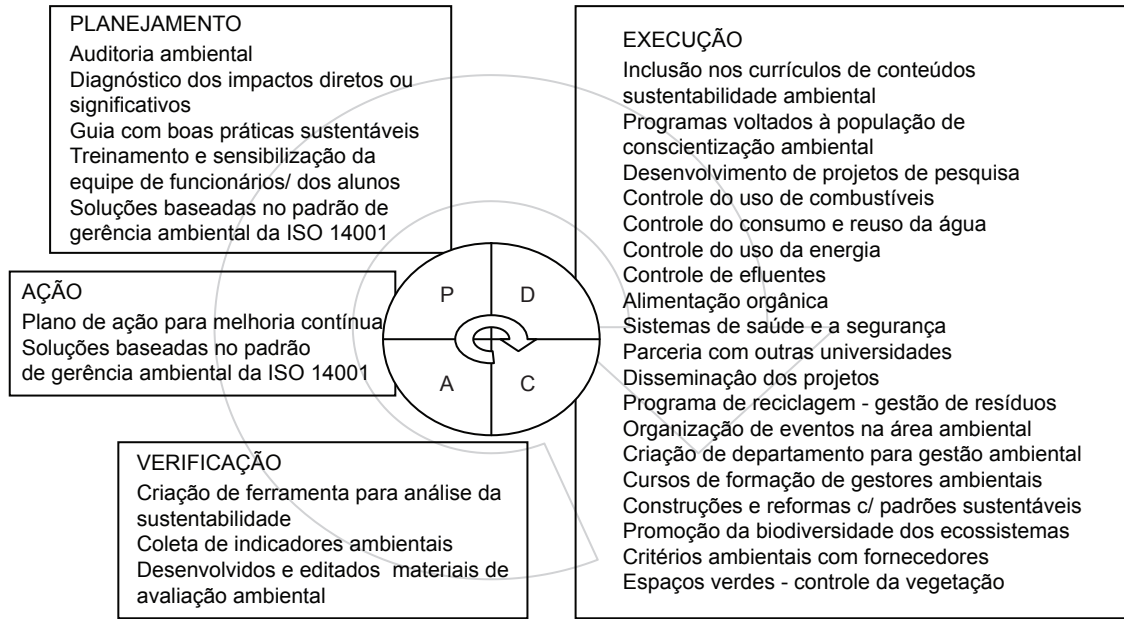 PLANEJAMENTO
Auditoria ambiental
Diagnóstico dos impactos diretos ou
significativos
Guia com boas práticas sustentáveis
Treinamento e sensibilização da
equipe de funcionários/ dos alunos
Soluções baseadas no padrão de
gerência ambiental da ISO 14001
AÇÃO
Plano de ação para melhoria contínua
Soluções baseadas no padrão
de gerência ambiental da ISO 14001
P
D
A
C
VERIFICAÇÃO
Criação de ferramenta para análise da
sustentabilidade
Coleta de indicadores ambientais
Desenvolvidos e editados materiais de
avaliação ambiental
EXECUÇÃO
Inclusão nos currículos de conteúdos
sustentabilidade ambiental
Programas voltados à população de
conscientização ambiental
Desenvolvimento de projetos de pesquisa
Controle do uso de combustíveis
Controle do consumo e reuso da água
Controle do uso da energia
Controle de efluentes
Alimentação orgânica
Sistemas de saúde e a segurança
Parceria com outras universidades
Disseminaçâo dos projetos
Programa de reciclagem - gestão de resíduos
Organização de eventos na área ambiental
Criação de departamento para gestão ambiental
Cursos de formação de gestores ambientais
Construções e reformas c/ padrões sustentáveis
Promoção da biodiversidade dos ecossistemas
Critérios ambientais com fornecedores
Espaços verdes - controle da vegetação